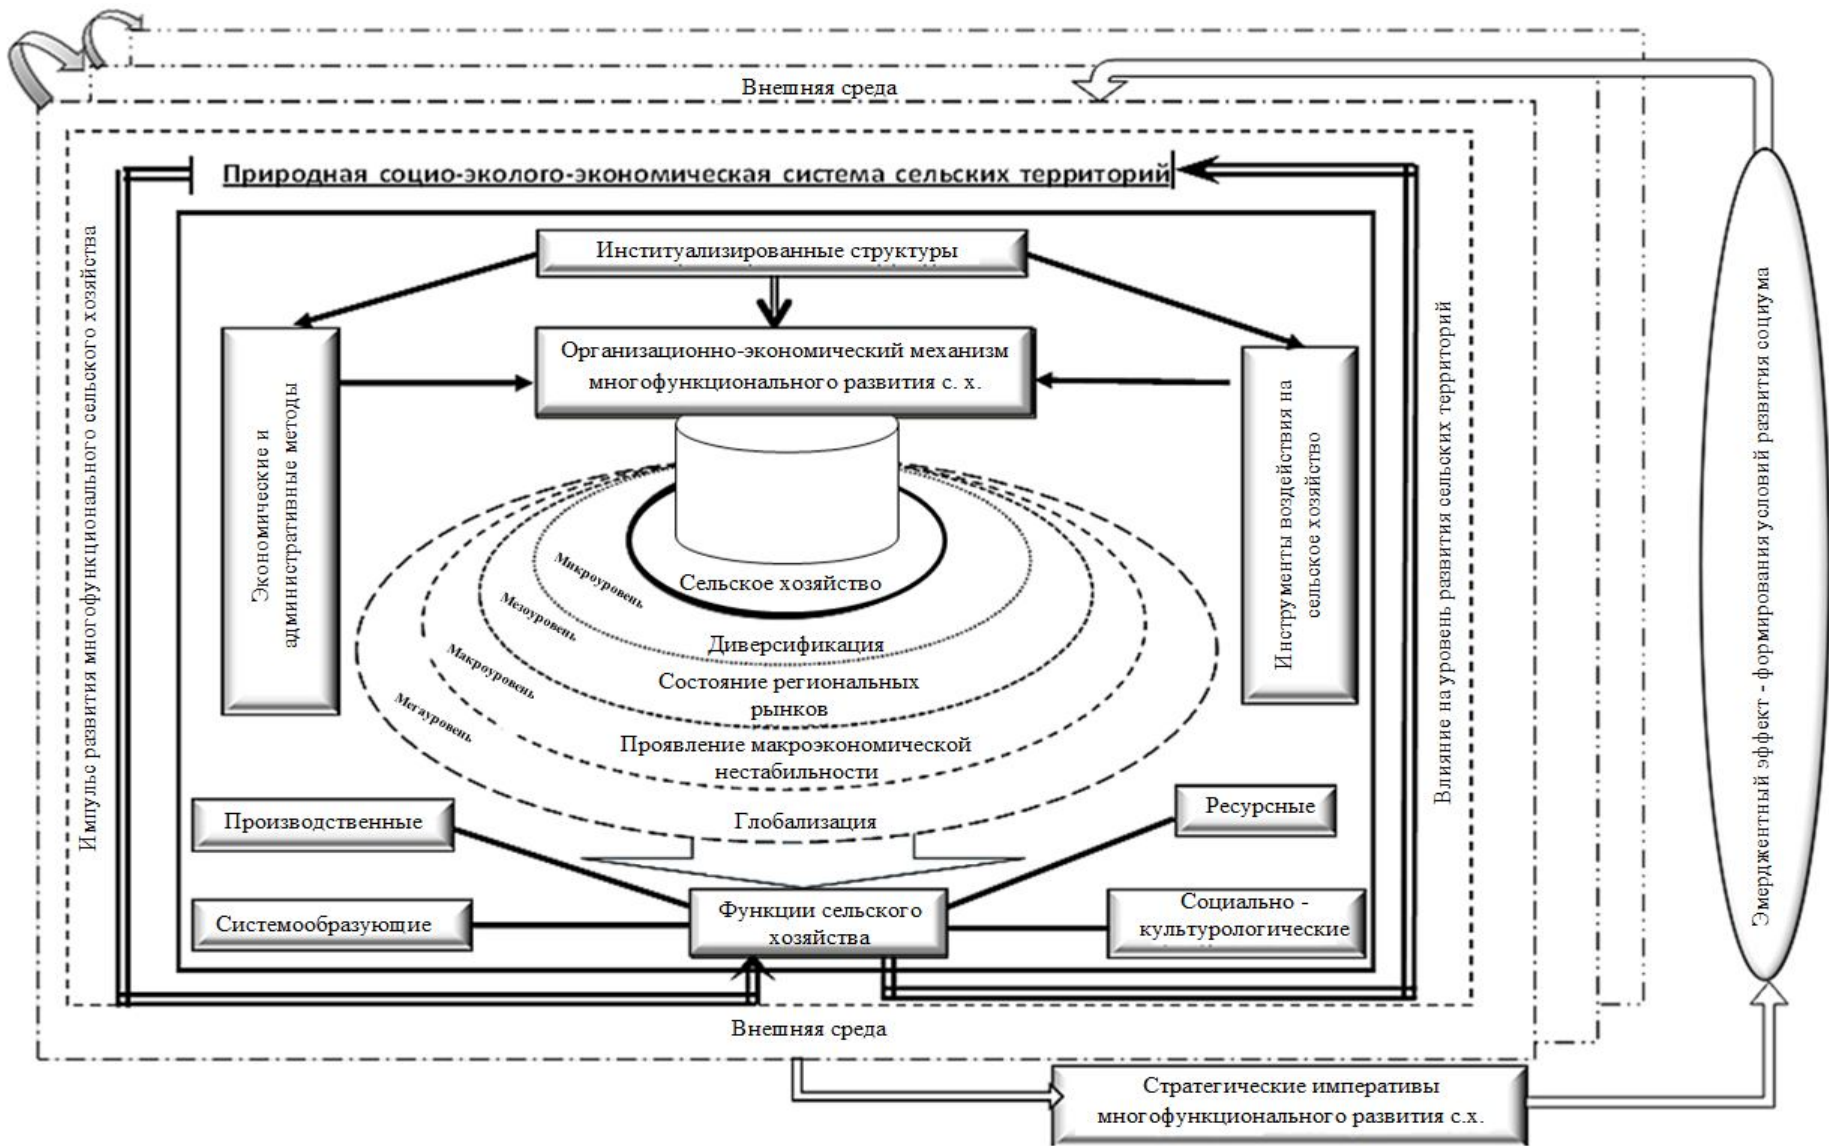 Внешняя среда
Природная социо-эколого-экономическая система сельских территорий
Импульс развития многофункционального сельского хозяйства
Институализированные структуры
Организационно-экономический механизм
многофункционального развития с. х.
Экономические и
административные методы
Инструменты воздействия на
сельское хозяйство
Влияние на уровень развития сельских территорий
Эмерджентный эффект - формирования условий развития социума
Сельское хозяйство
Микроуровень
Диверсификация
Мезоуровень
Состояние региональных
рынков
Макроуровень
Проявление макроэкономической
нестабильности
Мегауровень
Глобализация
Производственные
Ресурсные
Системообразующие
Функции сельского
хозяйства
Социально -
культурологические
Внешняя среда
Стратегические императивы
многофункционального развития с.х.